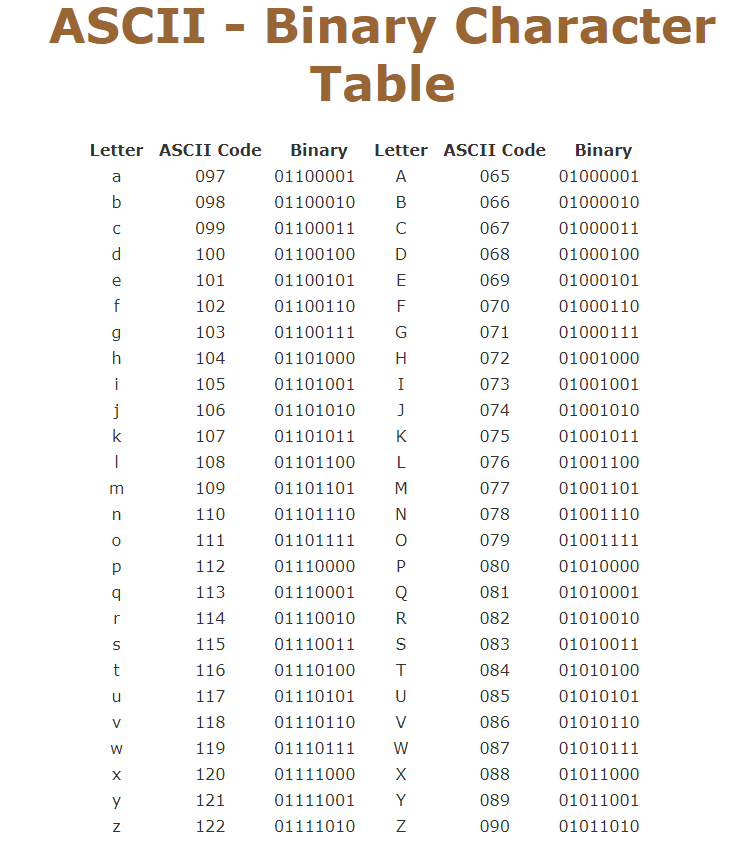 ASCII - Binary Character
Table
Letter ASCII Code Binary Letter ASCII Code Binary
a 097 01100001 A 065 01000001
b 098 01100010 B 066 01000010
c 099 01100011 C 067 01000011
d 100 01100100 D 068 01000100
e 101 01100101 E 069 01000101
f 102 01100110 F 070 01000110
g 103 01100111 G 071 01000111
h 104 01101000 H 072 01001000
i 105 01101001 I 073 01001001
j 106 01101010 J 074 01001010
k 107 01101011 K 075 01001011
l 108 01101100 L 076 01001100
m 109 01101101 M 077 01001101
n 110 01101110 N 078 01001110
o 111 01101111 O 079 01001111
p 112 01110000 P 080 01010000
q 113 01110001 Q 081 01010001
r 114 01110010 R 082 01010010
s 115 01110011 S 083 01010011
t 116 01110100 T 084 01010100
u 117 01110101 U 085 01010101
v 118 01110110 V 086 01010110
w 119 01110111 W 087 01010111
x 120 01111000 X 088 01011000
y 121 01111001 Y 089 01011001
z 122 01111010 Z 090 01011010